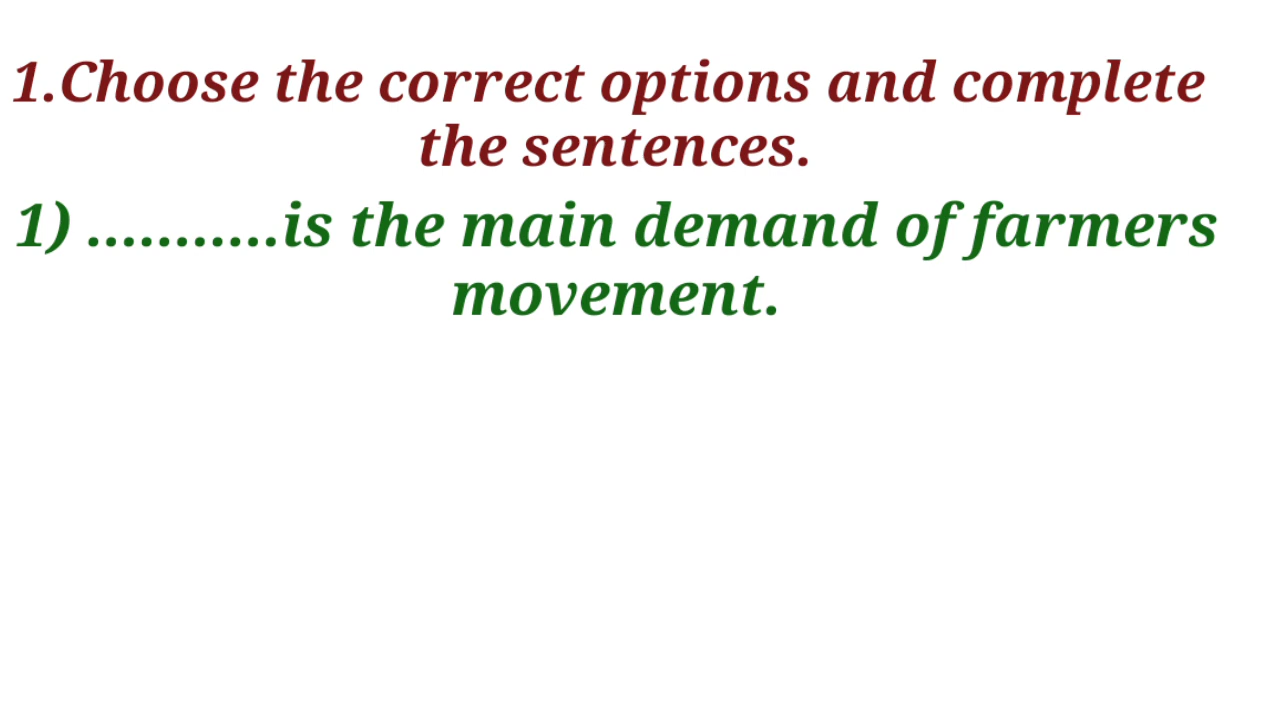 1.Choose the correct options and complete
the sentences.
1) ...........is the main demand of farmers
movement.